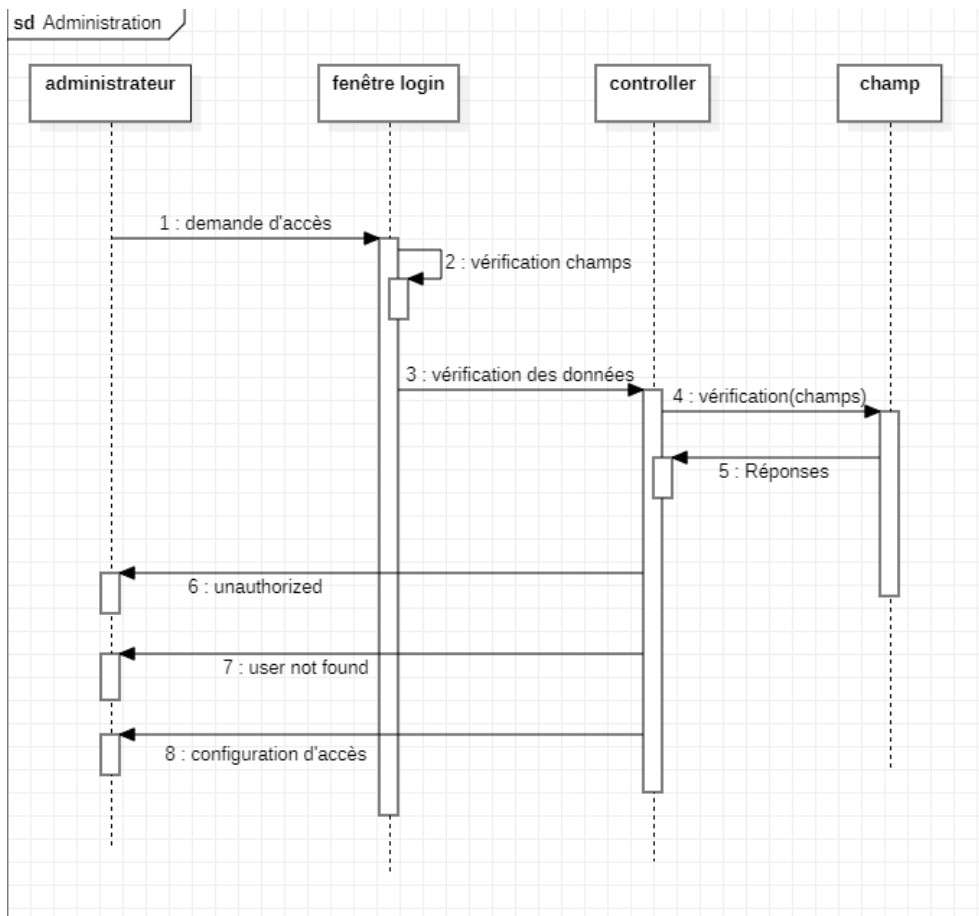 sd Administration
administrateur
fenêtre login
controller
champ
1 : demande d'accès
2 : vérification champs
3 : vérification des données
4 : vérification(champs)
5 : Réponses
6 : unauthorized
7 : user not found
8 : configuration d'accès